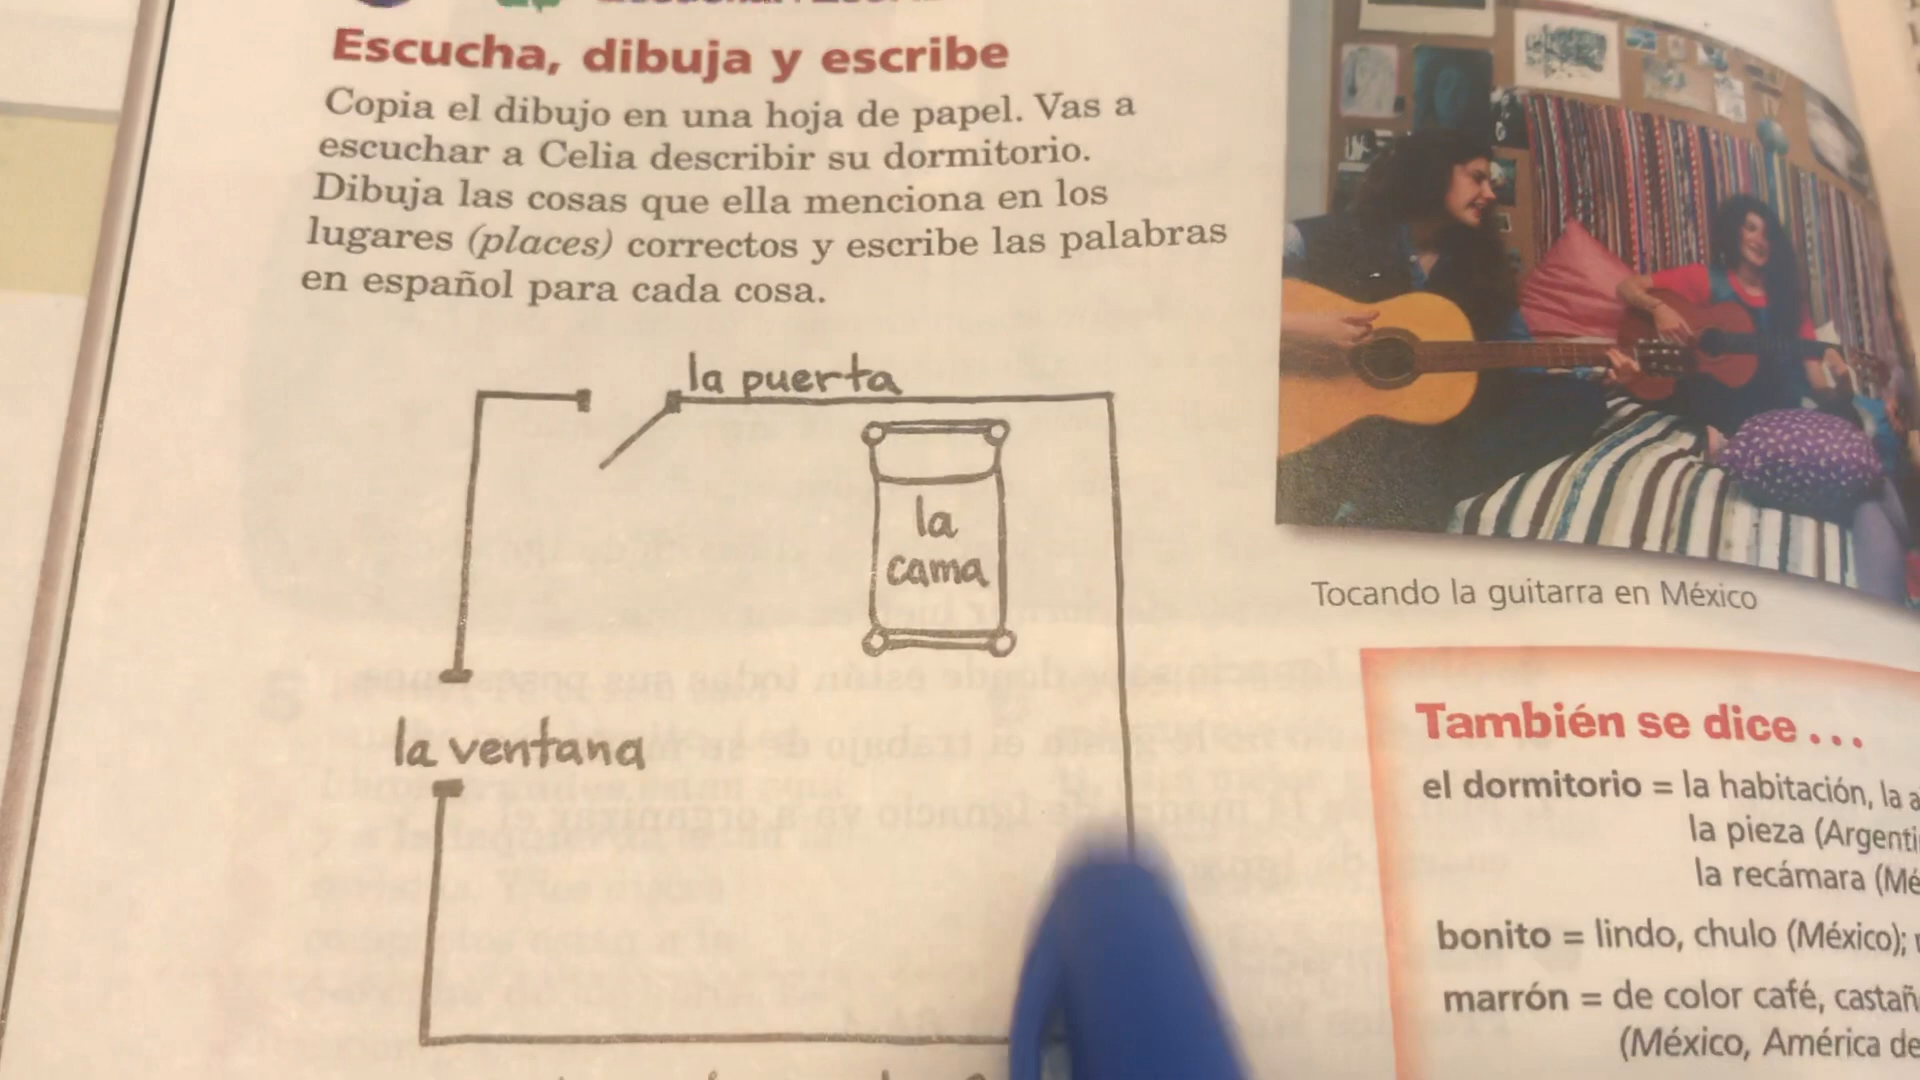 Escucha, dibuja y escribe
Copia el dibujo en una hoja de papel. Vas a
escuchar a Celia describir su dormitorio.
Dibuja las cosas que ella menciona en los
lugares (places) correctos y escribe las palabras
en español para cada cosa.
la puerta
la
cama
la ventana
Tocando la guitarra en México
También se dice . . .
el dormitorio = la habitación, la
la pieza
la recámara
bonito = lindo, chulo (México);
marrón = de color café,
(México, América de